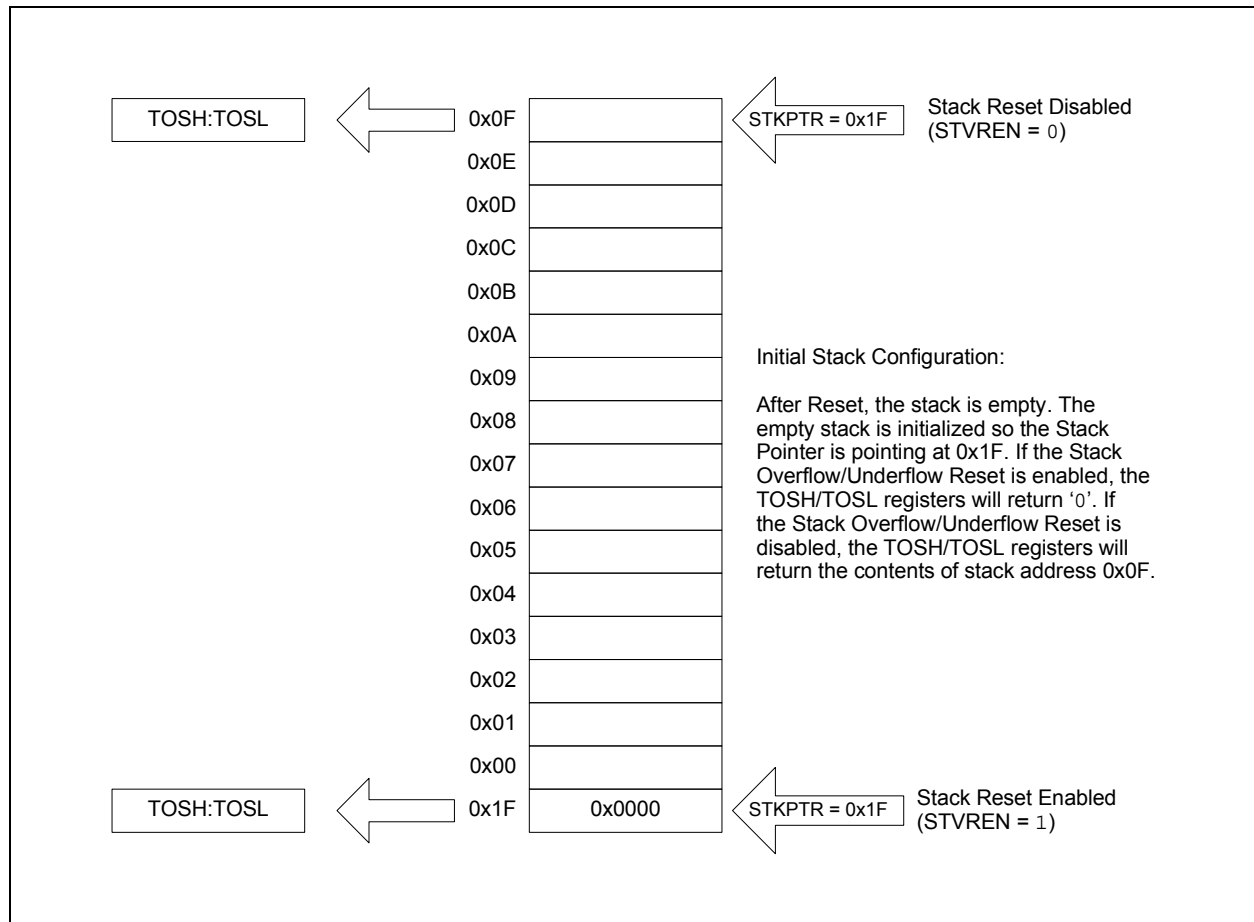 TOSH:TOSL
0x0F
STKPTR = 0x1F
Stack Reset Disabled
(STVREN = 0)
0x0E
0x0D
0x0C
0x0B
0x0A
0x09
0x08
0x07
0x06
0x05
0x04
0x03
0x02
0x01
0x00
Initial Stack Configuration:
After Reset, the stack is empty. The
empty stack is initialized so the Stack
Pointer is pointing at 0x1F. If the Stack
Overflow/Underflow Reset is enabled, the
TOSH/TOSL registers will return ‘0’. If
the Stack Overflow/Underflow Reset is
disabled, the TOSH/TOSL registers will
return the contents of stack address 0x0F.
TOSH:TOSL
0x1F
0x0000
STKPTR = 0x1F
Stack Reset Enabled
(STVREN = 1)